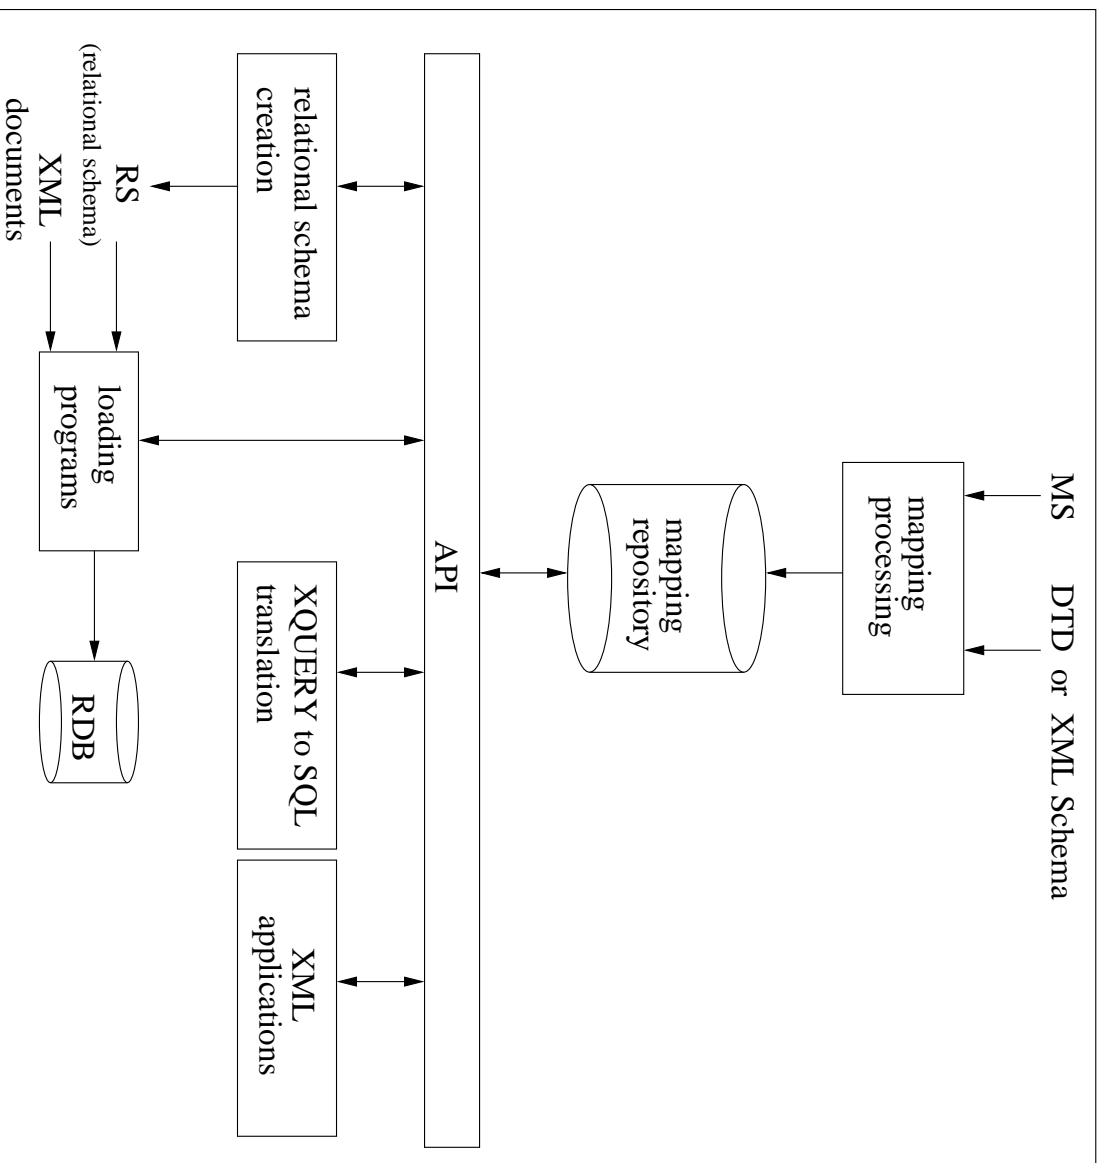 MS DTD or XML Schema
mapping
processing
mapping
repository
API
relational schema
creation
XQUERY to SQL
translation
XML
applications
RS
(relational schema)
XML
documents
loading
programs
RDB